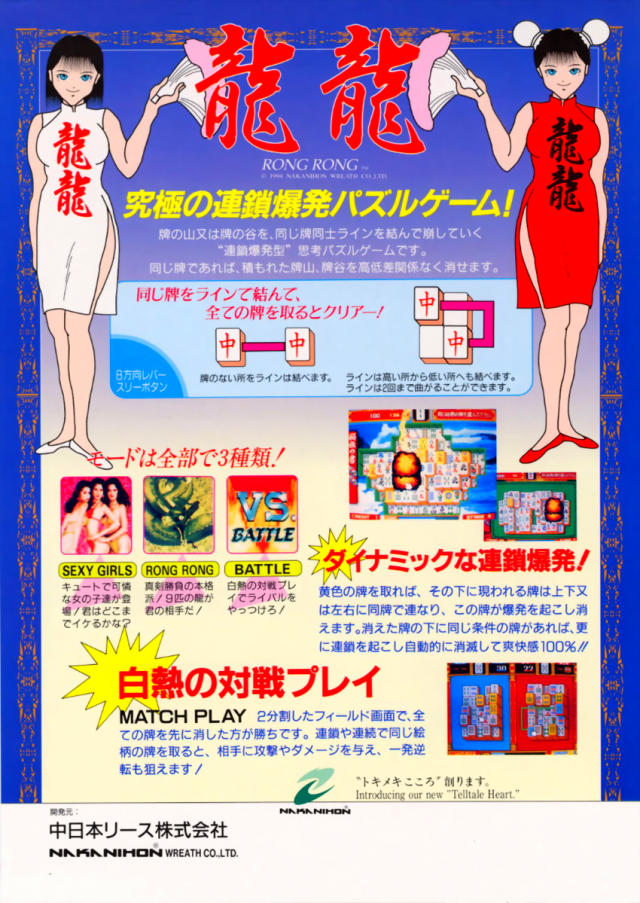 龍 龍
RONG RONG TM
© 1994 NAKANIHON WREATH CO.,LTD.
龍龍
龍龍
究極の連鎖爆発パズルゲーム!
牌の山又は牌の谷を、同じ牌同士ラインを結んで崩していく
“連鎖爆発型”思考パズルゲームです。
同じ牌であれば、積もれた牌山、牌谷を高低差関係なく消せます。
同じ牌をラインで結んで、
全ての牌を取るとクリアー!
中 中
中
中
8方向レバー
スリーボタン
牌のない所をラインは結べます。
ラインは高い所から低い所へも結べます。
ラインは2回まで曲がることができます。
モードは全部で3種類!
VS.
BATTLE
SEXY GIRLS
RONG RONG
BATTLE
キュートで可憐
な女の子達が登
場!君はどこま
でイケるかな?
真剣勝負の本格
派!9匹の龍が
君の相手だ!
白熱の対戦プレ
イでライバルを
やっつけろ!
ダイナミックな連鎖爆発!
黄色の牌を取れば、その下に現われる牌は上下又
は左右に同牌で連なり、この牌が爆発を起こし消
えます。消えた牌の下に同じ条件の牌があれば、更
に連鎖を起こし自動的に消滅して爽快感100%!!
白熱の対戦プレイ
MATCH PLAY 2分割したフィールド画面で、全
ての牌を先に消した方が勝ちです。連鎖や連続で同じ絵
柄の牌を取ると、相手に攻撃やダメージを与え、一発逆
転も狙えます!
“トキメキこころ”創ります。
Introducing our new "Telltale Heart."
NAKANIHON®
開発元:
中日本リース株式会社
NAKANIHON® WREATH CO.,LTD.